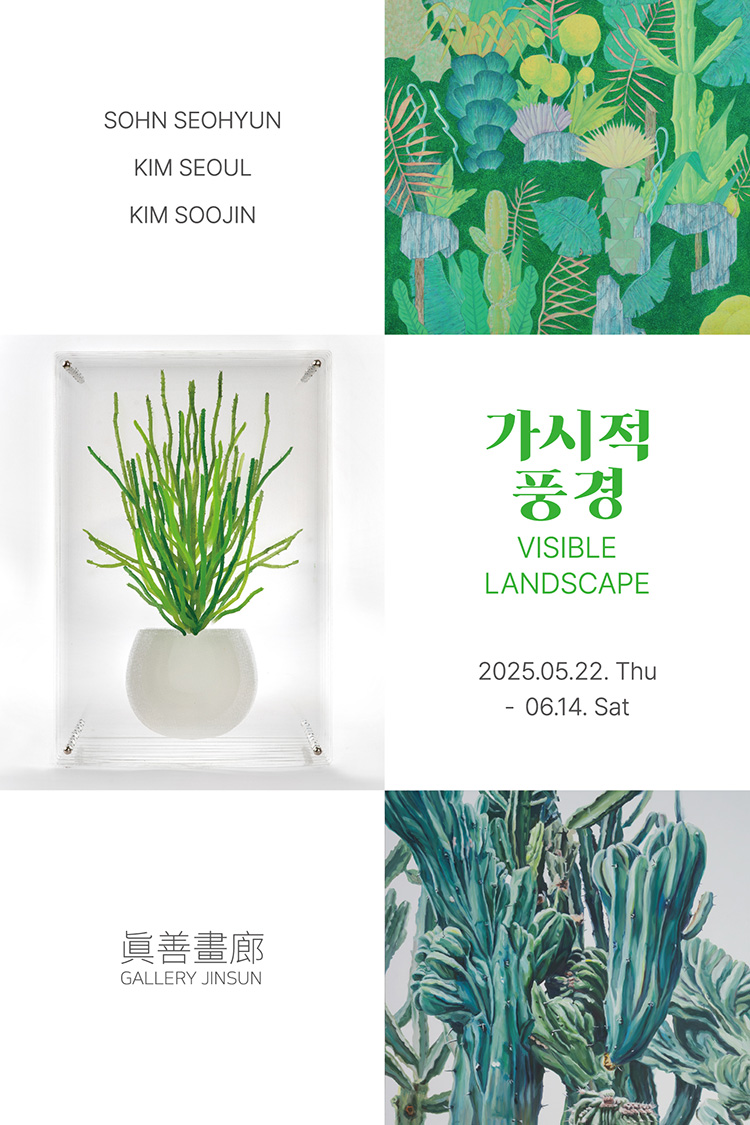 SOHN SEOHYUN
KIM SEOUL
KIM SOOJIN
가시적
풍경
VISIBLE
LANDSCAPE
2025.05.22. Thu
- 06.14. Sat
眞善畫廊
GALLERY JINSUN